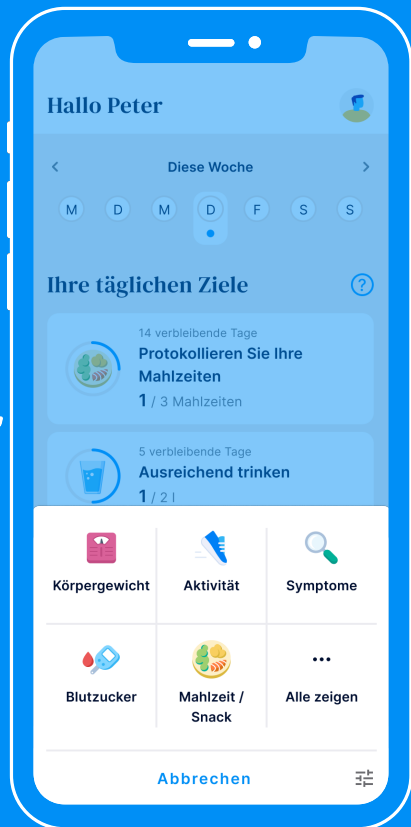 Hallo Peter
Diese Woche
M D M D F S S
Ihre täglichen Ziele
?
14 verbleibende Tage
Protokollieren Sie Ihre
Mahlzeiten
1 / 3 Mahlzeiten
5 verbleibende Tage
Ausreichend trinken
1 / 2 l
Körpergewicht
Aktivität
Symptome
Blutzucker
Mahlzeit /
Snack
Alle zeigen
Abbrechen